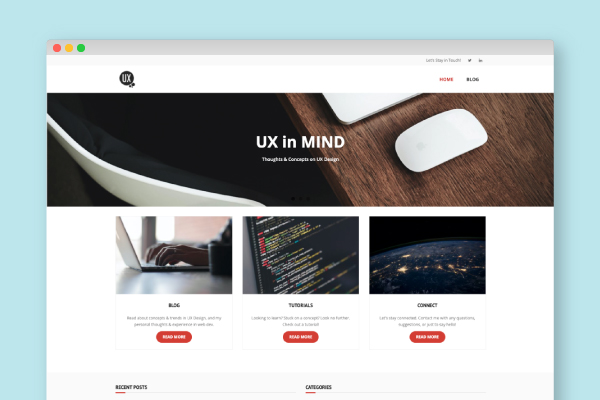 Let's Stay in Touch!
UX
HOME BLOG
UX in MIND
Thoughts & Concepts on UX Design
BLOG
Read about concepts & trends in UX Design, and my
personal thoughts & experience in web dev.
READ MORE
TUTORIALS
Looking to learn? Stuck on a concept? Look no further.
Check out a tutorial!
READ MORE
CONNECT
Let's stay connected. Contact me with any questions,
suggestions, or just to say hello!
READ MORE
RECENT POSTS
CATEGORIES